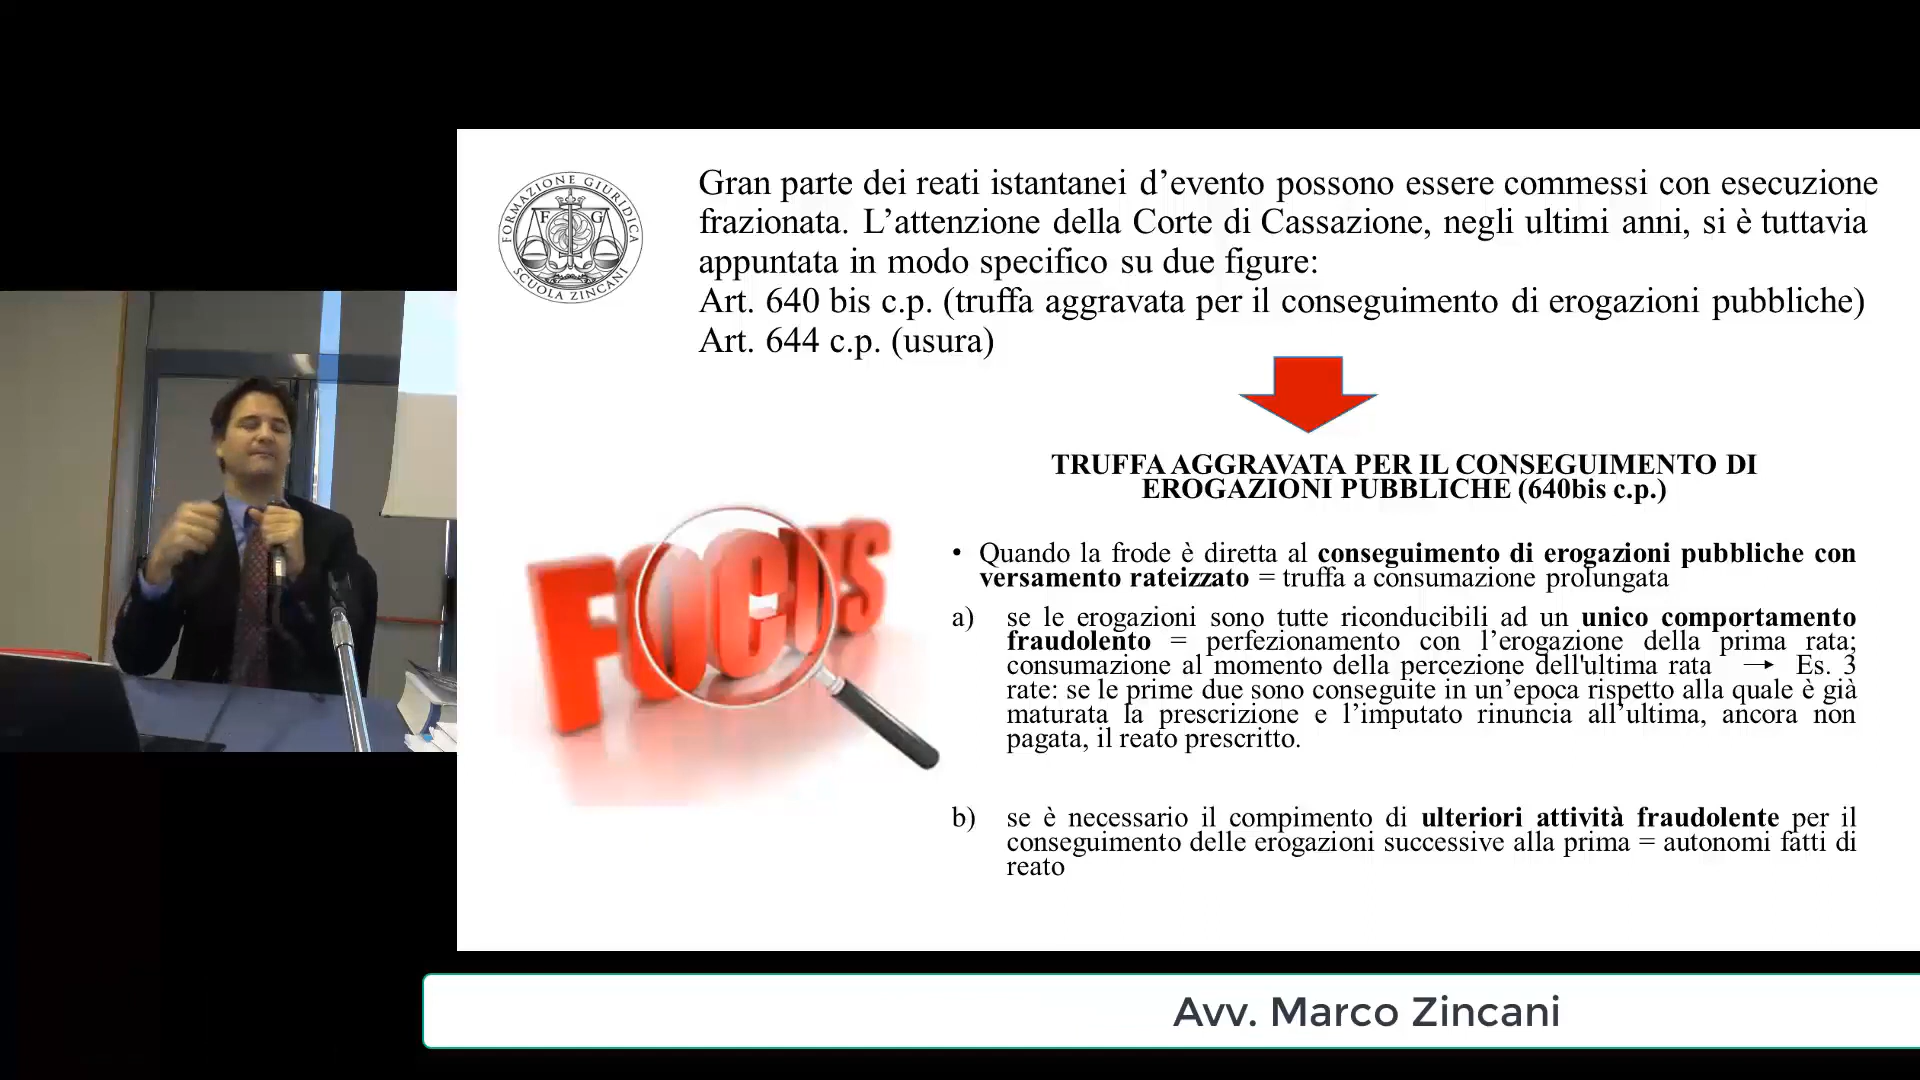 FORMAZIONE GIURIDICA
F G
SCUOLA ZINCANI
Gran parte dei reati istantanei d’evento possono essere commessi con esecuzione
frazionata. L’attenzione della Corte di Cassazione, negli ultimi anni, si è tuttavia
appuntata in modo specifico su due figure:
Art. 640 bis c.p. (truffa aggravata per il conseguimento di erogazioni pubbliche)
Art. 644 c.p. (usura)
TRUFFA AGGRAVATA PER IL CONSEGUIMENTO DI
EROGAZIONI PUBBLICHE (640bis c.p.)
FOCUS
• Quando la frode è diretta al conseguimento di erogazioni pubbliche con
versamento rateizzato = truffa a consumazione prolungata
a) se le erogazioni sono tutte riconducibili ad un unico comportamento
fraudolento = perfezionamento con l’erogazione della prima rata;
consumazione al momento della percezione dell'ultima rata → Es. 3
rate: se le prime due sono conseguite in un’epoca rispetto alla quale è già
maturata la prescrizione e l’imputato rinuncia all’ultima, ancora non
pagata, il reato prescritto.
b) se è necessario il compimento di ulteriori attività fraudolente per il
conseguimento delle erogazioni successive alla prima = autonomi fatti di
reato
Avv. Marco Zincani